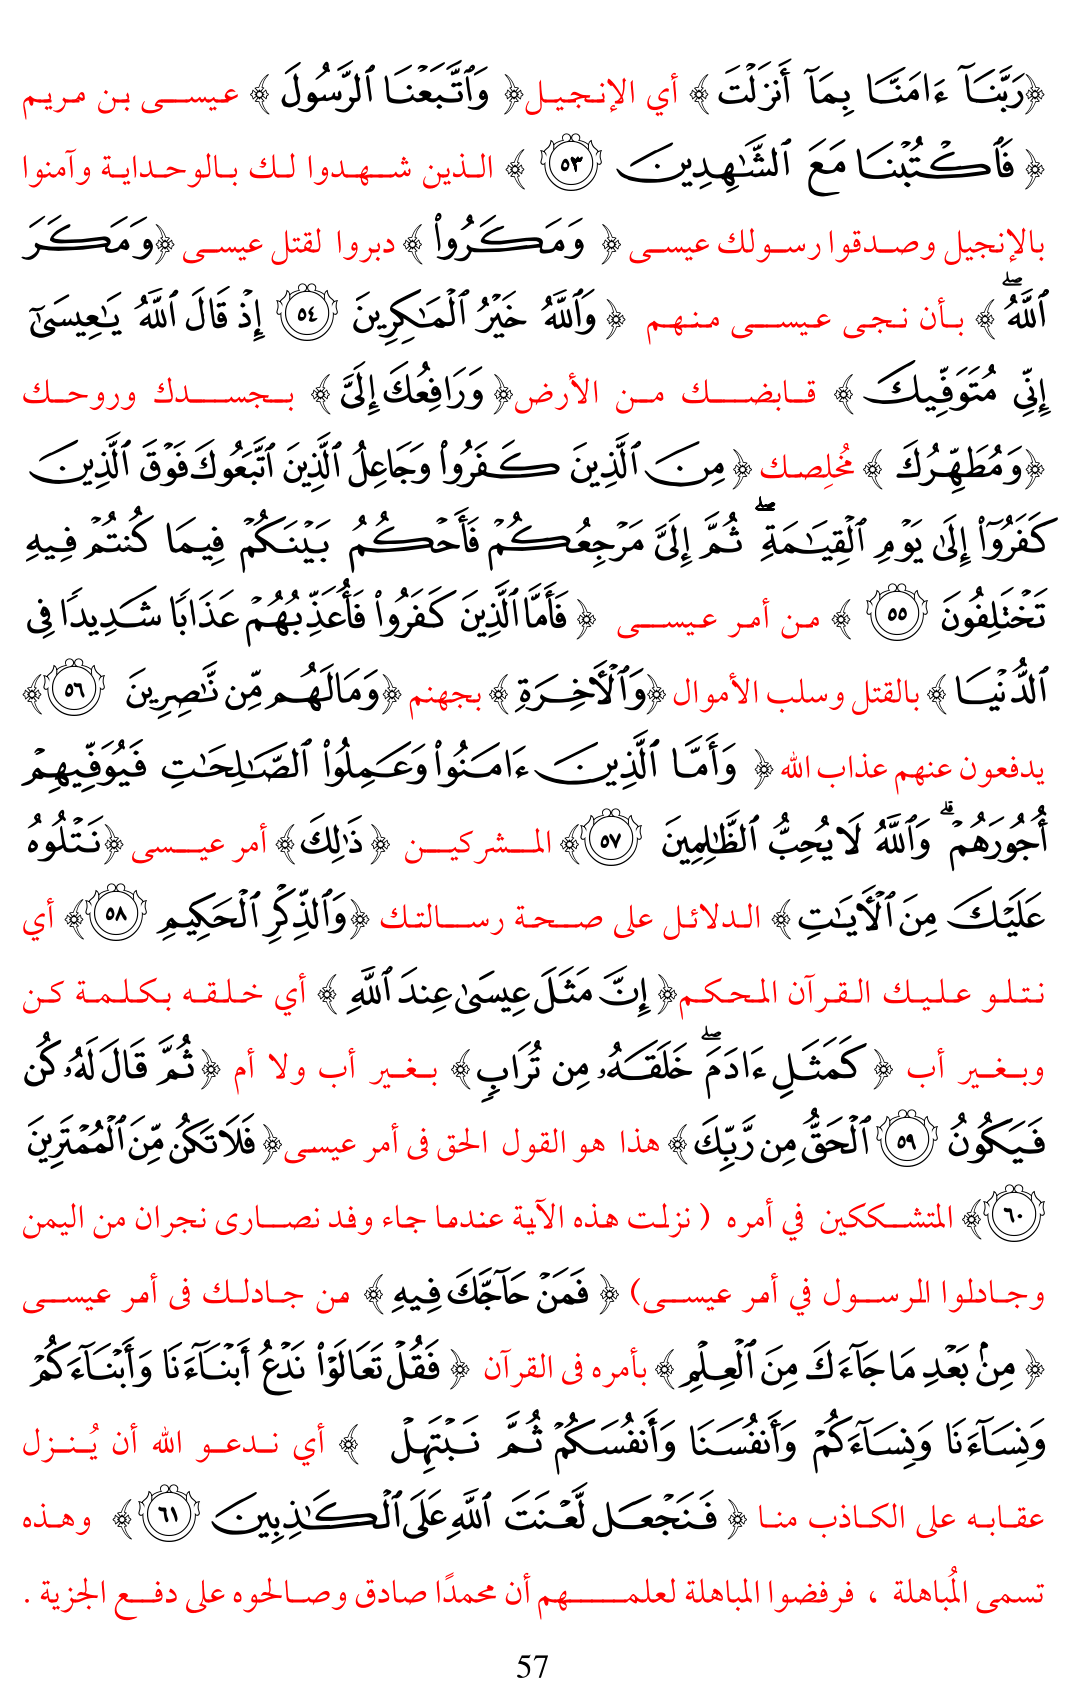 ﴿رَبَّنَآ ءَامَنَّا بِمَآ أَنزَلْتَ ﴾ أي الإنجيل﴿ وَٱتَّبَعْنَا ٱلرَّسُولَ ﴾ عيسى بن مريم
﴿ فَٱكْتُبْنَا مَعَ ٱلشَّٰهِدِينَ ٥٣ ﴾ الذين شهدوا لك بالوحداية وآمنوا
بالإنجيل وصدقوا رسولك عيسى ﴿ وَمَكَرُوا۟ ﴾ دبروا لقتل عيسى ﴿وَمَكَرَ
ٱللَّهُ ۖ ﴾ بأن نجى عيسى منهم ﴿ وَٱللَّهُ خَيْرُ ٱلْمَٰكِرِينَ ٥٤ إِذْ قَالَ ٱللَّهُ يَٰعِيسَىٰٓ
إِنِّي مُتَوَفِّيكَ ﴾ قابضك من الأرض﴿ وَرَافِعُكَ إِلَيَّ ﴾ بجسدك وروحك
﴿وَمُطَهِّرُكَ ﴾ مُخلِصك ﴿ مِنَ ٱلَّذِينَ كَفَرُوا۟ وَجَاعِلُ ٱلَّذِينَ ٱتَّبَعُوكَ فَوْقَ ٱلَّذِينَ
كَفَرُوٓا۟ إِلَىٰ يَوْمِ ٱلْقِيَٰمَةِ ۖ ثُمَّ إِلَيَّ مَرْجِعُكُمْ فَأَحْكُمُ بَيْنَكُمْ فِيمَا كُنتُمْ فِيهِ
تَخْتَلِفُونَ ٥٥ ﴾ من أمر عيسى ﴿ فَأَمَّا ٱلَّذِينَ كَفَرُوا۟ فَأُعَذِّبُهُمْ عَذَابًا شَدِيدًا فِى
ٱلدُّنْيَا ﴾ بالقتل وسلب الأموال ﴿وَٱلْأَخِرَةِ ﴾ بجهنم ﴿وَمَالَهُم مِّن نَّٰصِرِينَ ٥٦ ﴾
يدفعون عنهم عذاب الله ﴿ وَأَمَّا ٱلَّذِينَ ءَامَنُوا۟ وَعَمِلُوا۟ ٱلصَّٰلِحَٰتِ فَيُوَفِّيهِمْ
أُجُورَهُمْ ۗ وَٱللَّهُ لَا يُحِبُّ ٱلظَّٰلِمِينَ ٥٧ ﴾ المشركين ﴿ ذَٰلِكَ ﴾ أمر عيسى ﴿نَتْلُوهُ
عَلَيْكَ مِنَ ٱلْأَيَٰتِ ﴾ الدلائل على صحة رسالتك ﴿وَٱلذِّكْرِ ٱلْحَكِيمِ ٥٨ ﴾ أي
نتلو عليك القرآن المحكم﴿ إِنَّ مَثَلَ عِيسَىٰ عِندَ ٱللَّهِ ﴾ أي خلقه بكلمة كن
وبغير أب ﴿ كَمَثَلِ ءَادَمَ ۖ خَلَقَهُۥ مِن تُرَابٍ ﴾ بغير أب ولا أم ﴿ ثُمَّ قَالَ لَهُۥ كُن
فَيَكُونُ ٥٩ ٱلْحَقُّ مِن رَّبِّكَ ﴾ هذا هو القول الحق فى أمر عيسى﴿ فَلَا تَكُن مِّنَ ٱلْمُمْتَرِينَ
٦٠ ﴾ المتشككين في أمره ( نزلت هذه الآية عندما جاء وفد نصارى نجران من اليمن
وجادلوا الرسول في أمر عيسى) ﴿ فَمَنْ حَآجَّكَ فِيهِ ﴾ من جادلك فى أمر عيسى
﴿ مِنۢ بَعْدِ مَا جَآءَكَ مِنَ ٱلْعِلْمِ ﴾ بأمره فى القرآن ﴿ فَقُلْ تَعَالَوْا۟ نَدْعُ أَبْنَآءَنَا وَأَبْنَآءَكُمْ
وَنِسَآءَنَا وَنِسَآءَكُمْ وَأَنفُسَنَا وَأَنفُسَكُمْ ثُمَّ نَبْتَهِلْ ﴾ أي ندعو الله أن يُنزل
عقابه على الكاذب منا ﴿ فَنَجْعَل لَّعْنَتَ ٱللَّهِ عَلَى ٱلْكَٰذِبِينَ ٦١ ﴾ وهذه
تسمى المُباهلة ، فرفضوا المباهلة لعلمهم أن محمدًا صادق وصالحوه على دفع الجزية .
57